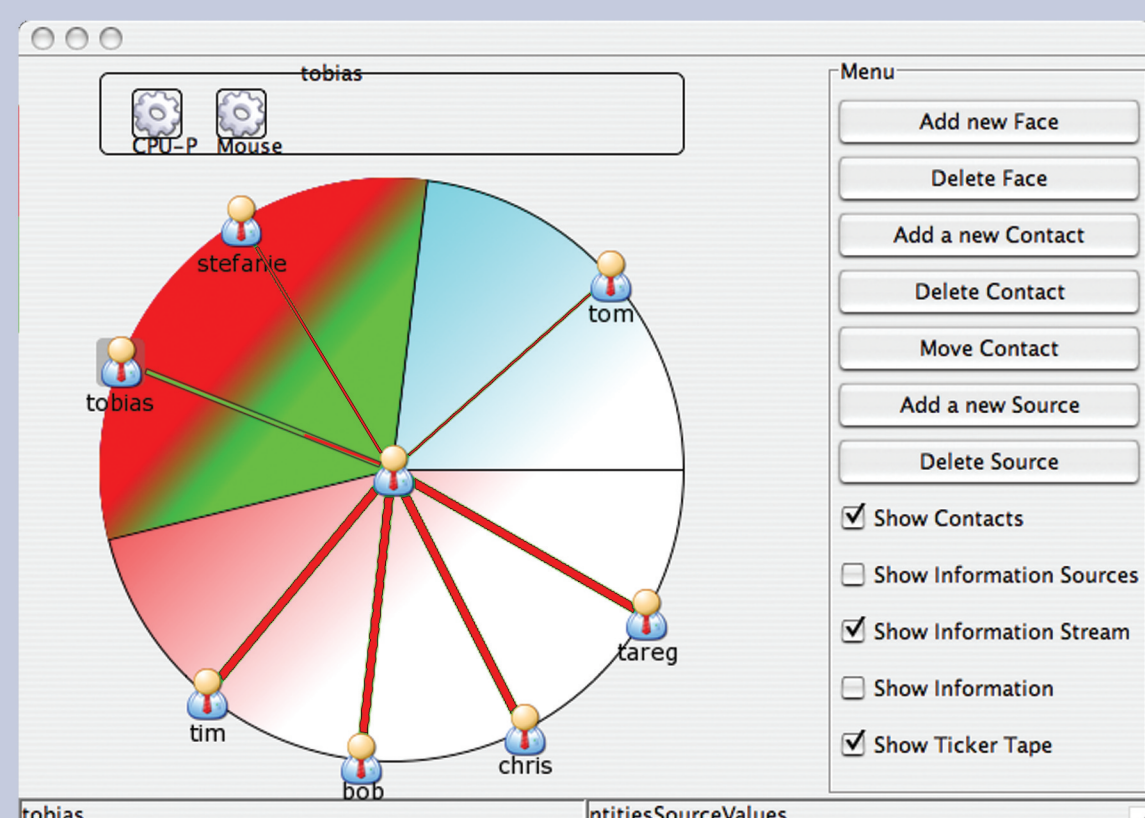 tobias
CPU-P Mouse
stefanie
tom
tobias
tareg
tim
chris
bob
Menu
Add new Face
Delete Face
Add a new Contact
Delete Contact
Move Contact
Add a new Source
Delete Source
Show Contacts
Show Information Sources
Show Information Stream
Show Information
Show Ticker Tape
tobias
ntitiesSourceValues